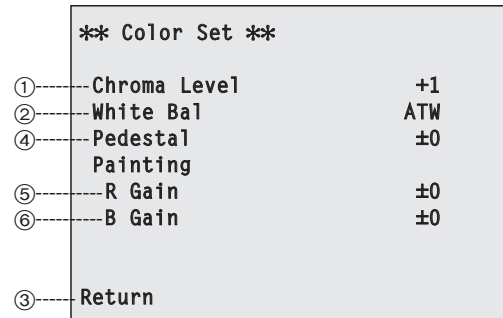 ** Color Set **
① Chroma Level +1
② White Bal ATW
④ Pedestal ±0
Painting
⑤ R Gain ±0
⑥ B Gain ±0
③ Return